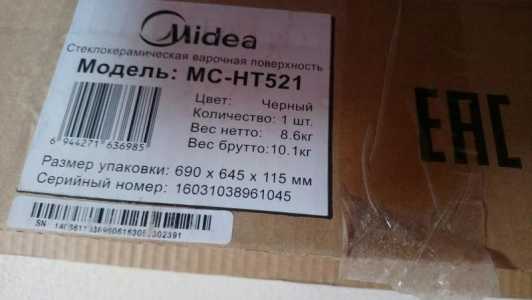 Midea
Стеклокерамическая варочная поверхность
Модель: MC-HT521
Цвет: Черный
Количество: 1 шт.
Вес нетто: 8.6кг
Вес брутто: 10.1кг
6 944271 636985
Размер упаковки: 690 x 645 x 115 мм
Серийный номер: 16031038961045
SN
EAC